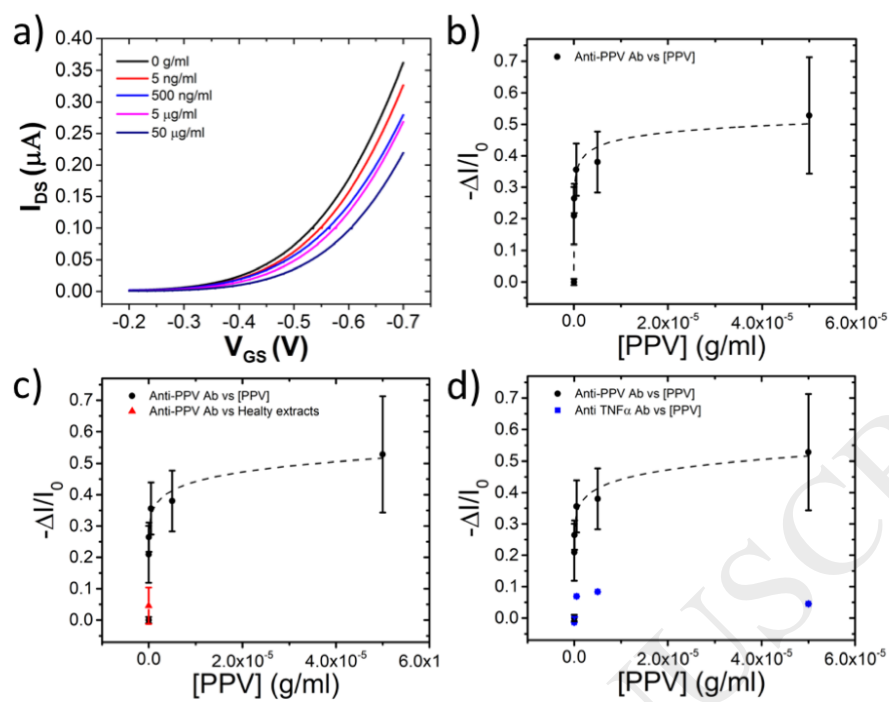 a)
0.40
0.35
0.30
0.25
0.20
0.15
0.10
0.05
0.00
I_DS (μA)
0 g/ml
5 ng/ml
500 ng/ml
5 μg/ml
50 μg/ml
-0.2 -0.3 -0.4 -0.5 -0.6 -0.7
V_GS (V)
b)
0.7
0.6
0.5
0.4
0.3
0.2
0.1
0.0
-ΔI/I_0
Anti-PPV Ab vs [PPV]
0.0 2.0x10^-5 4.0x10^-5 6.0x10^-5
[PPV] (g/ml)
c)
0.7
0.6
0.5
0.4
0.3
0.2
0.1
0.0
-ΔI/I_0
Anti-PPV Ab vs [PPV]
Anti-PPV Ab vs Healty extracts
0.0 2.0x10^-5 4.0x10^-5 6.0x1
[PPV] (g/ml)
d)
0.7
0.6
0.5
0.4
0.3
0.2
0.1
0.0
-ΔI/I_0
Anti-PPV Ab vs [PPV]
Anti TNFα Ab vs [PPV]
0.0 2.0x10^-5 4.0x10^-5 6.0x10^-5
[PPV] (g/ml)
USCR